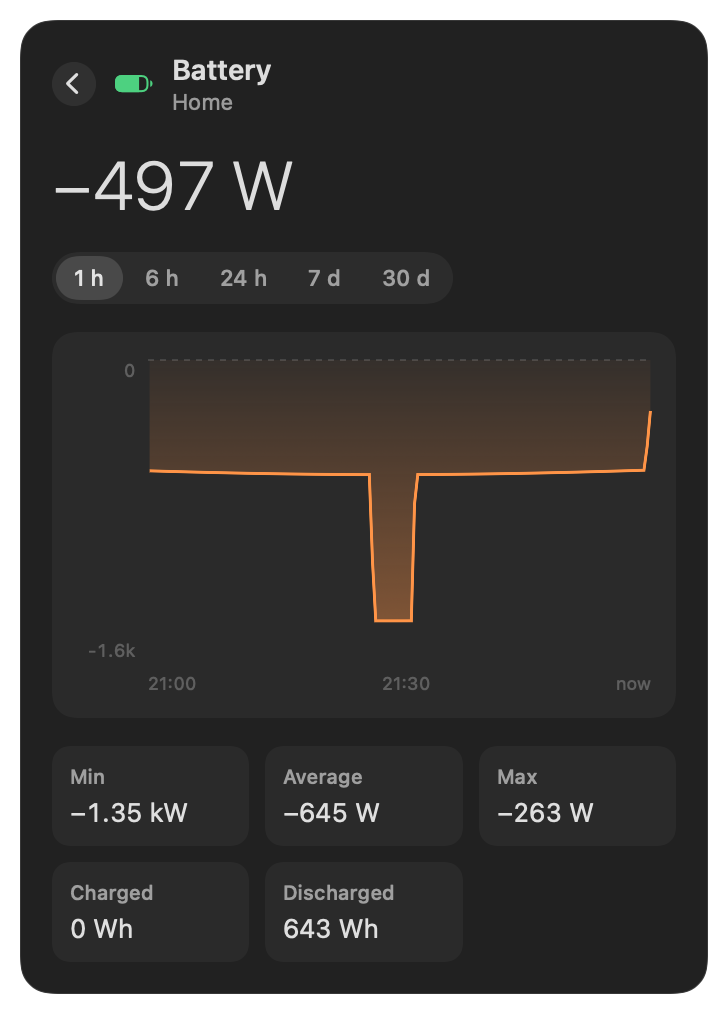 Battery
Home
–497 W
1 h 6 h 24 h 7 d 30 d
0
-1.6k
21:00 21:30 now
Min Average Max
–1.35 kW –645 W –263 W
Charged Discharged
0 Wh 643 Wh